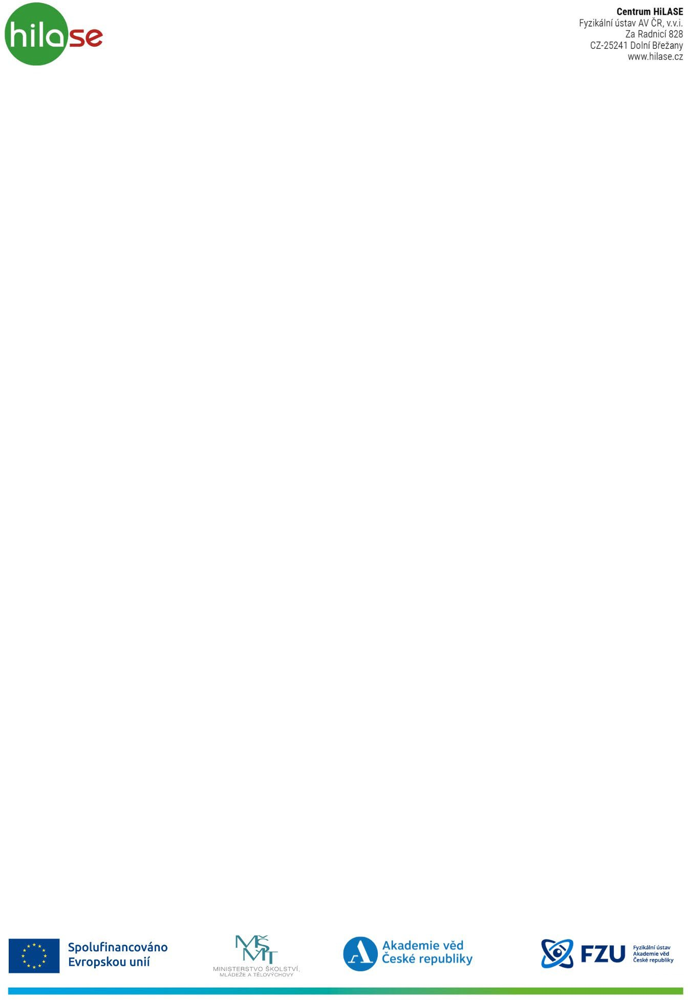 hilase
Centrum HiLASE
Fyzikální ústav AV ČR, v.v.i.
Za Radnicí 828
CZ-25241 Dolní Břežany
www.hilase.cz
Spolufinancováno
Evropskou unií
MŠMT
MINISTERSTVO ŠKOLSTVÍ,
MLÁDEŽE A TĚLOVÝCHOVY
Akademie věd
České republiky
FZU
Fyzikální ústav
Akademie věd
České republiky